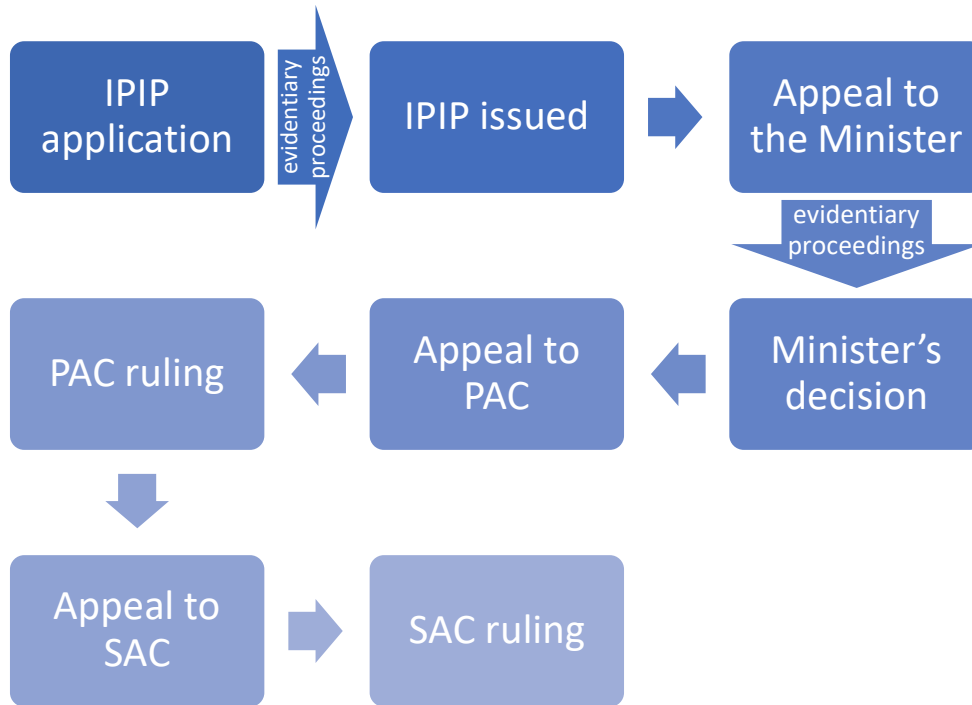 IPIP
application
evidentiary
proceedings
IPIP issued
Appeal to
the Minister
evidentiary
proceedings
Minister’s
decision
Appeal to
PAC
PAC ruling
Appeal to
SAC
SAC ruling